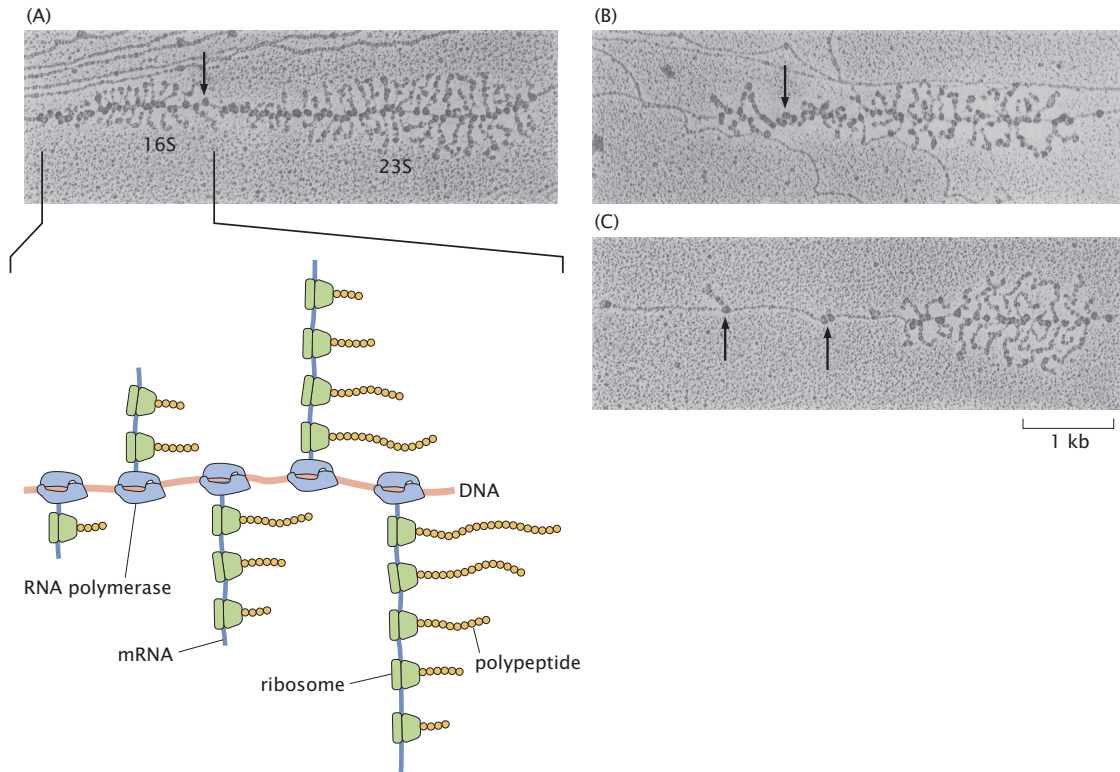 (A)
16S
23S
DNA
RNA polymerase
mRNA
ribosome
polypeptide
(B)
(C)
1 kb